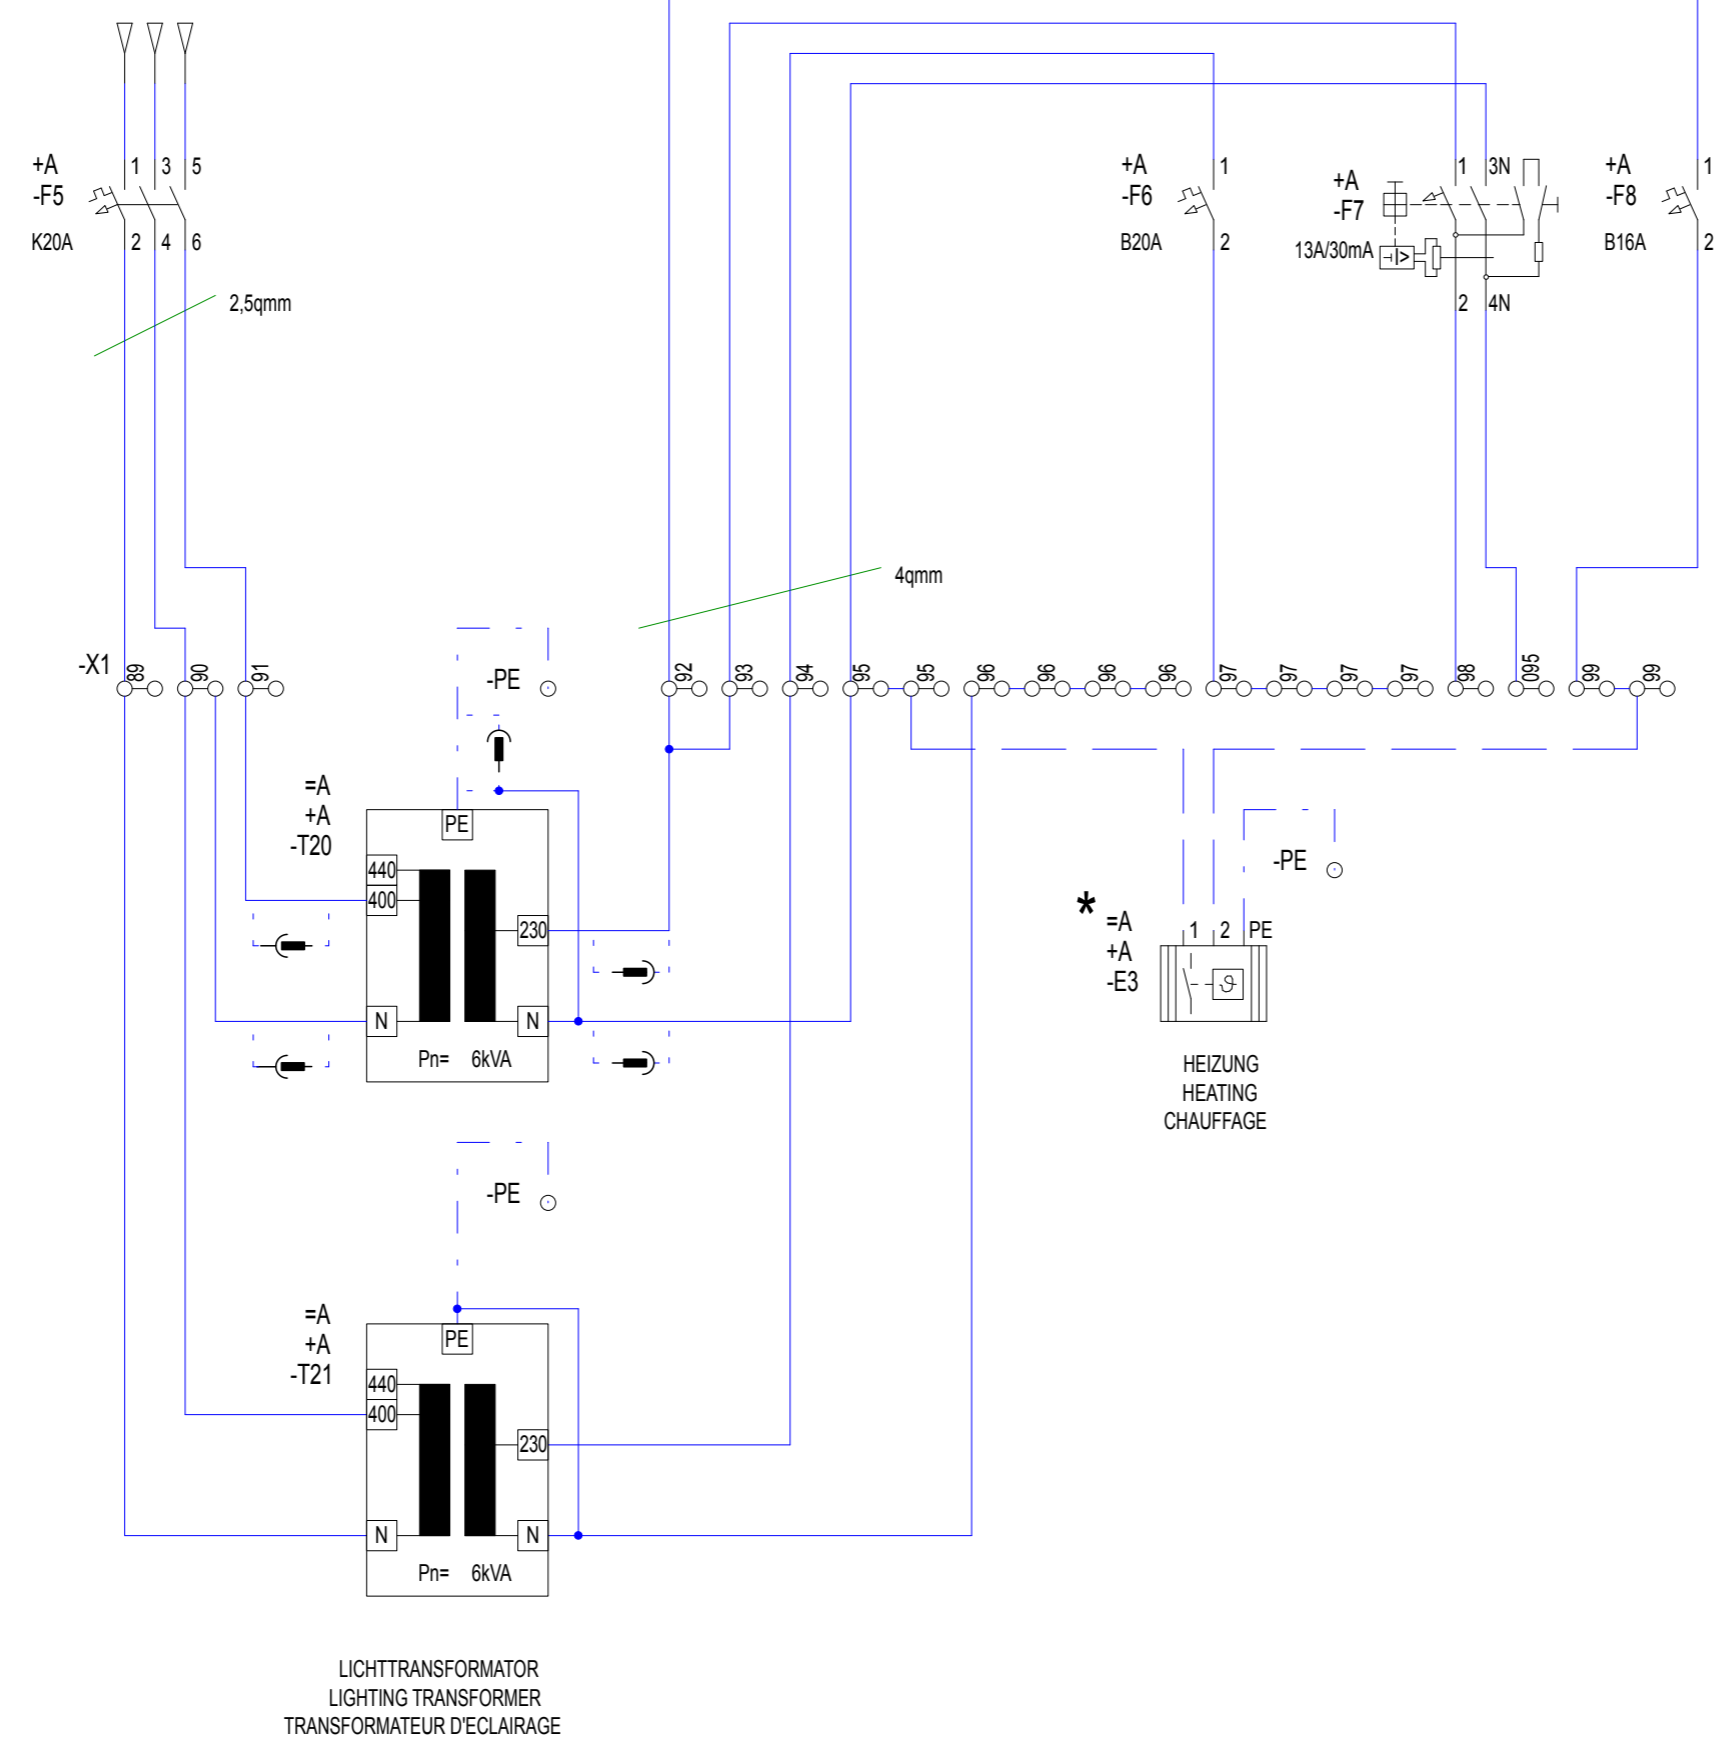 +A
-F5
K20A
1 3 5
2 4 6
2,5qmm
+A
-F6
B20A
1
2
+A
-F7
13A/30mA
1 3N
I>
2 4N
+A
-F8
B16A
1
2
4qmm
-X1
89 90 91 92 93 94 95 95 96 96 96 96 97 97 97 97 98 095 99 99
-PE
=A
+A
-T20
PE
440
400
230
N N
Pn= 6kVA
-PE
*
=A
+A
-E3
1 2 PE
ϑ
HEIZUNG
HEATING
CHAUFFAGE
-PE
=A
+A
-T21
PE
440
400
230
N N
Pn= 6kVA
LICHTTRANSFORMATOR
LIGHTING TRANSFORMER
TRANSFORMATEUR D'ECLAIRAGE